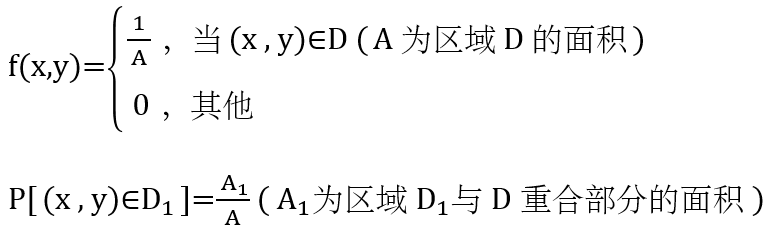 f(x,y)={ 1/A ，当 (x , y)∈D ( A 为区域 D 的面积 )
0 ，其他
P[ (x , y)∈D₁ ]=A₁/A ( A₁为区域 D₁与 D 重合部分的面积 )